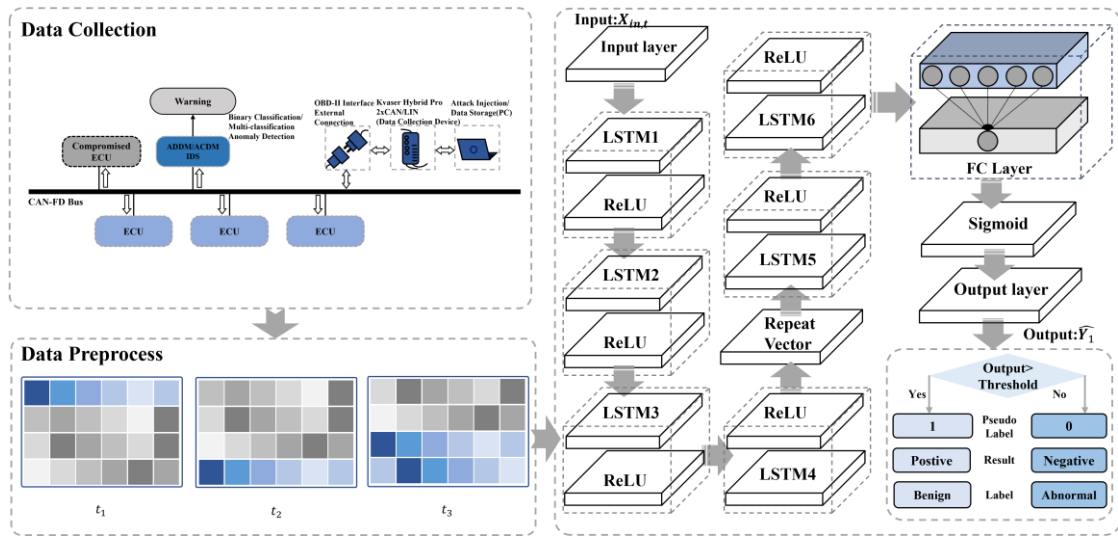 Data Collection
Warning
Binary Classification/
Multi-classification
Anomaly Detection
Compromised
ECU
ADDM/ACDM
IDS
OBD-II Interface
External
Connection
Kvaser Hybrid Pro
2xCAN/LIN
(Data Collection Device)
Attack Injection/
Data Storage(PC)
CAN-FD Bus
ECU
ECU
ECU
Data Preprocess
t₁
t₂
t₃
Input:X_{in,t}
Input layer
LSTM1
ReLU
LSTM2
ReLU
LSTM3
ReLU
ReLU
LSTM4
Repeat
Vector
ReLU
LSTM5
ReLU
LSTM6
FC Layer
Sigmoid
Output layer
Output:\widehat{Y_1}
Output>
Threshold
Yes
No
1
Pseudo
Label
0
Postive
Result
Negative
Benign
Label
Abnormal